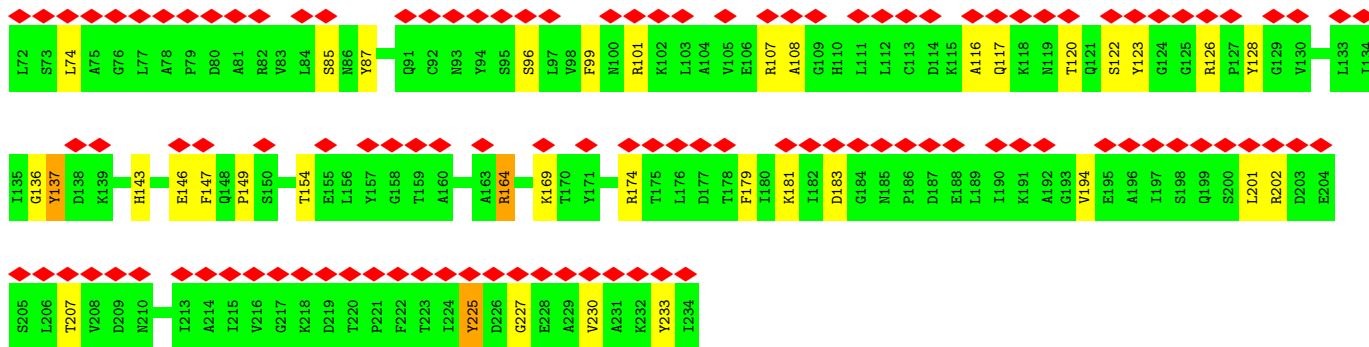 L72 S73 L74 A75 G76 L77 A78 P79 D80 A81 R82 V83 L84 S85 N86 Y87 Q91 C92 N93 Y94 S95 S96 L97 V98 F99 N100 R101 K102 L103 A104 V105 E106 R107 A108 G109 H110 L111 L112 C113 D114 K115 A116 Q117 K118 N119 T120 Q121 S122 Y123 G124 G125 R126 P127 Y128 G129 V130 L133 I134
I135 G136 Y137 D138 K139 H143 E146 F147 Q148 P149 S150 T154 E155 L156 Y157 G158 T159 A160 A163 R164 K169 T170 Y171 R174 T175 L176 D177 T178 F179 I180 K181 I182 D183 G184 N185 P186 D187 E188 L189 I190 K191 A192 G193 V194 E195 A196 I197 S198 Q199 S200 L201 R202 D203 E204
S205 L206 T207 V208 D209 N210 I213 A214 I215 V216 G217 K218 D219 T220 P221 F222 T223 I224 Y225 D226 G227 E228 A229 V230 A231 K232 Y233 I234